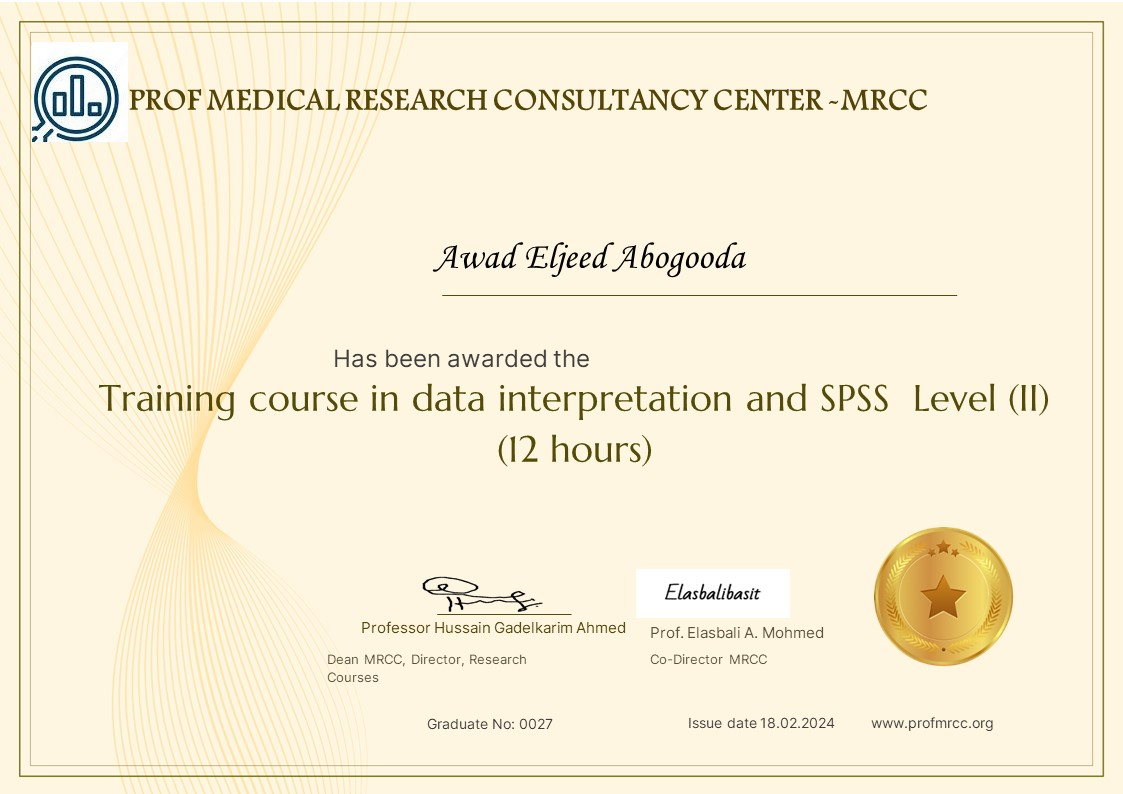 PROF MEDICAL RESEARCH CONSULTANCY CENTER ~MRCC
Awad Eljeed Abogooda
Has been awarded the
Training course in data interpretation and SPSS Level (II)
(12 hours)
Elasbalibasit
Professor Hussain Gadelkarim Ahmed
Prof. Elasbali A. Mohmed
Dean MRCC, Director, Research
Courses
Co-Director MRCC
Graduate No: 0027
Issue date 18.02.2024
www.profmrcc.org